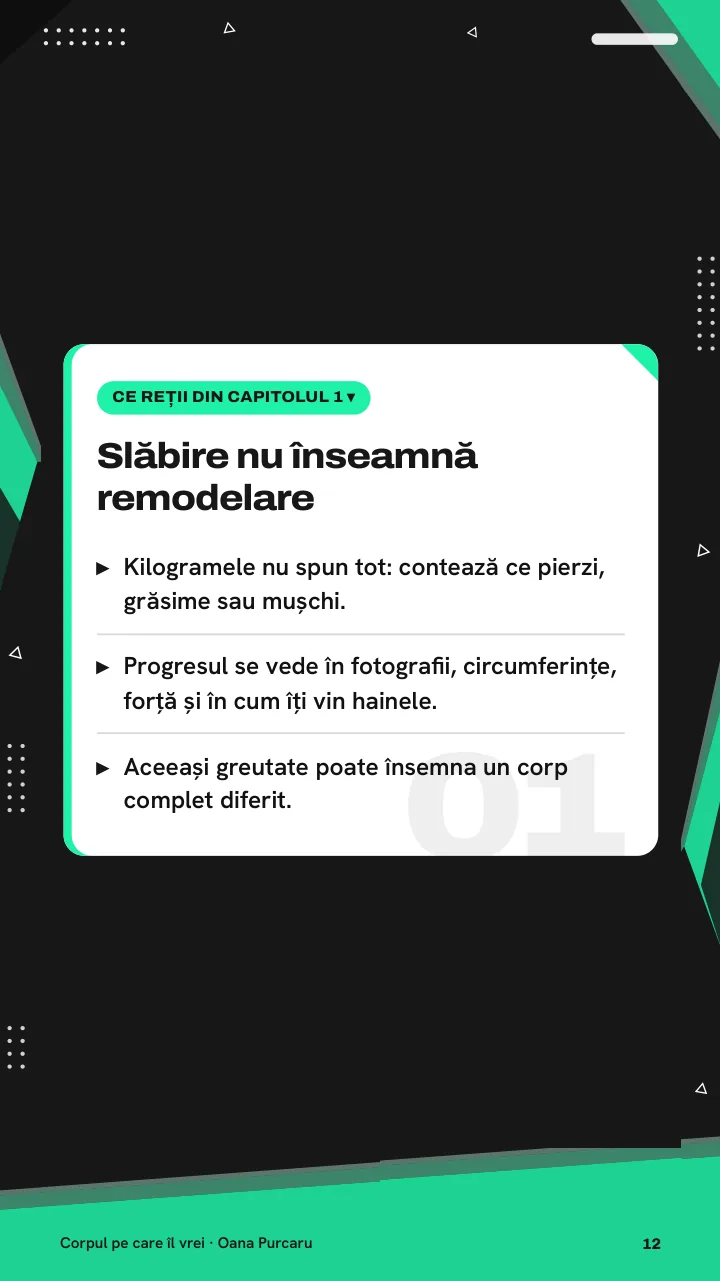 CE REȚII DIN CAPITOLUL 1 ▾
Slăbire nu înseamnă
remodelare
▸ Kilogramele nu spun tot: contează ce pierzi,
grăsime sau mușchi.
▸ Progresul se vede în fotografii, circumferințe,
forță și în cum îți vin hainele.
▸ Aceeași greutate poate însemna un corp
complet diferit.
01
Corpul pe care îl vrei · Oana Purcaru
12